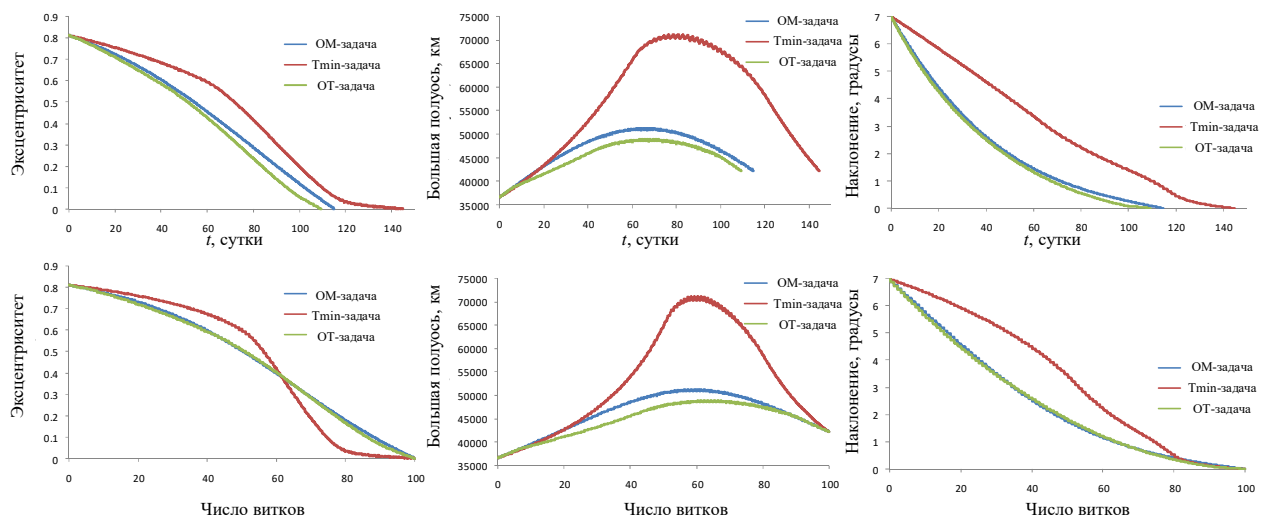 Эксцентриситет
0.9
0.8
0.7
0.6
0.5
0.4
0.3
0.2
0.1
0
0 20 40 60 80 100 120 140
t, сутки
ОМ-задача
Tmin-задача
ОТ-задача
Большая полуось, км
75000
70000
65000
60000
55000
50000
45000
40000
35000
0 20 40 60 80 100 120 140
t, сутки
ОМ-задача
Tmin-задача
ОТ-задача
Наклонение, градусы
7
6
5
4
3
2
1
0
0 20 40 60 80 100 120 140
t, сутки
ОМ-задача
Tmin-задача
ОТ-задача
Эксцентриситет
0.9
0.8
0.7
0.6
0.5
0.4
0.3
0.2
0.1
0
0 20 40 60 80 100
Число витков
ОМ-задача
Tmin-задача
ОТ-задача
Большая полуось, км
75000
70000
65000
60000
55000
50000
45000
40000
35000
0 20 40 60 80 100
Число витков
ОМ-задача
Tmin-задача
ОТ-задача
Наклонение, градусы
7
6
5
4
3
2
1
0
0 20 40 60 80 100
Число витков
ОМ-задача
Tmin-задача
ОТ-задача